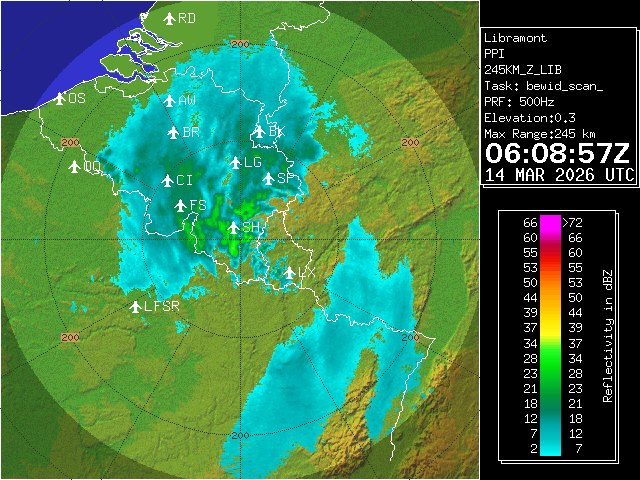 RD
200
OS
AW
BR
BK
200
200
QQ
LG
CI
SP
FS
SH
LX
LFSR
200
200
200
Libramont
PPI
245KM_Z_LIB
Task: bewid_scan_
PRF: 500Hz
Elevation:0.3
Max Range:245 km
06:08:57Z
14 MAR 2026 UTC
66 >72
60 66
55 60
53 55
50 53
44 50
39 44
37 39
34 37
28 34
23 28
21 23
18 21
12 18
7 12
2 7
Reflectivity in dBZ